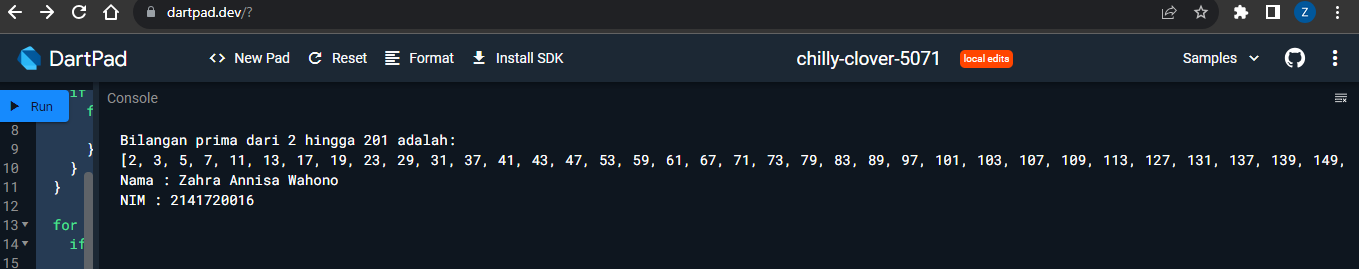 dartpad.dev/?
Z
DartPad
<> New Pad Reset Format Install SDK
chilly-clover-5071 local edits
Samples
Run
Console
if
f
8
9 }
10 }
11 }
12
13 for
14 if
15
Bilangan prima dari 2 hingga 201 adalah:
[2, 3, 5, 7, 11, 13, 17, 19, 23, 29, 31, 37, 41, 43, 47, 53, 59, 61, 67, 71, 73, 79, 83, 89, 97, 101, 103, 107, 109, 113, 127, 131, 137, 139, 149,
Nama : Zahra Annisa Wahono
NIM : 2141720016